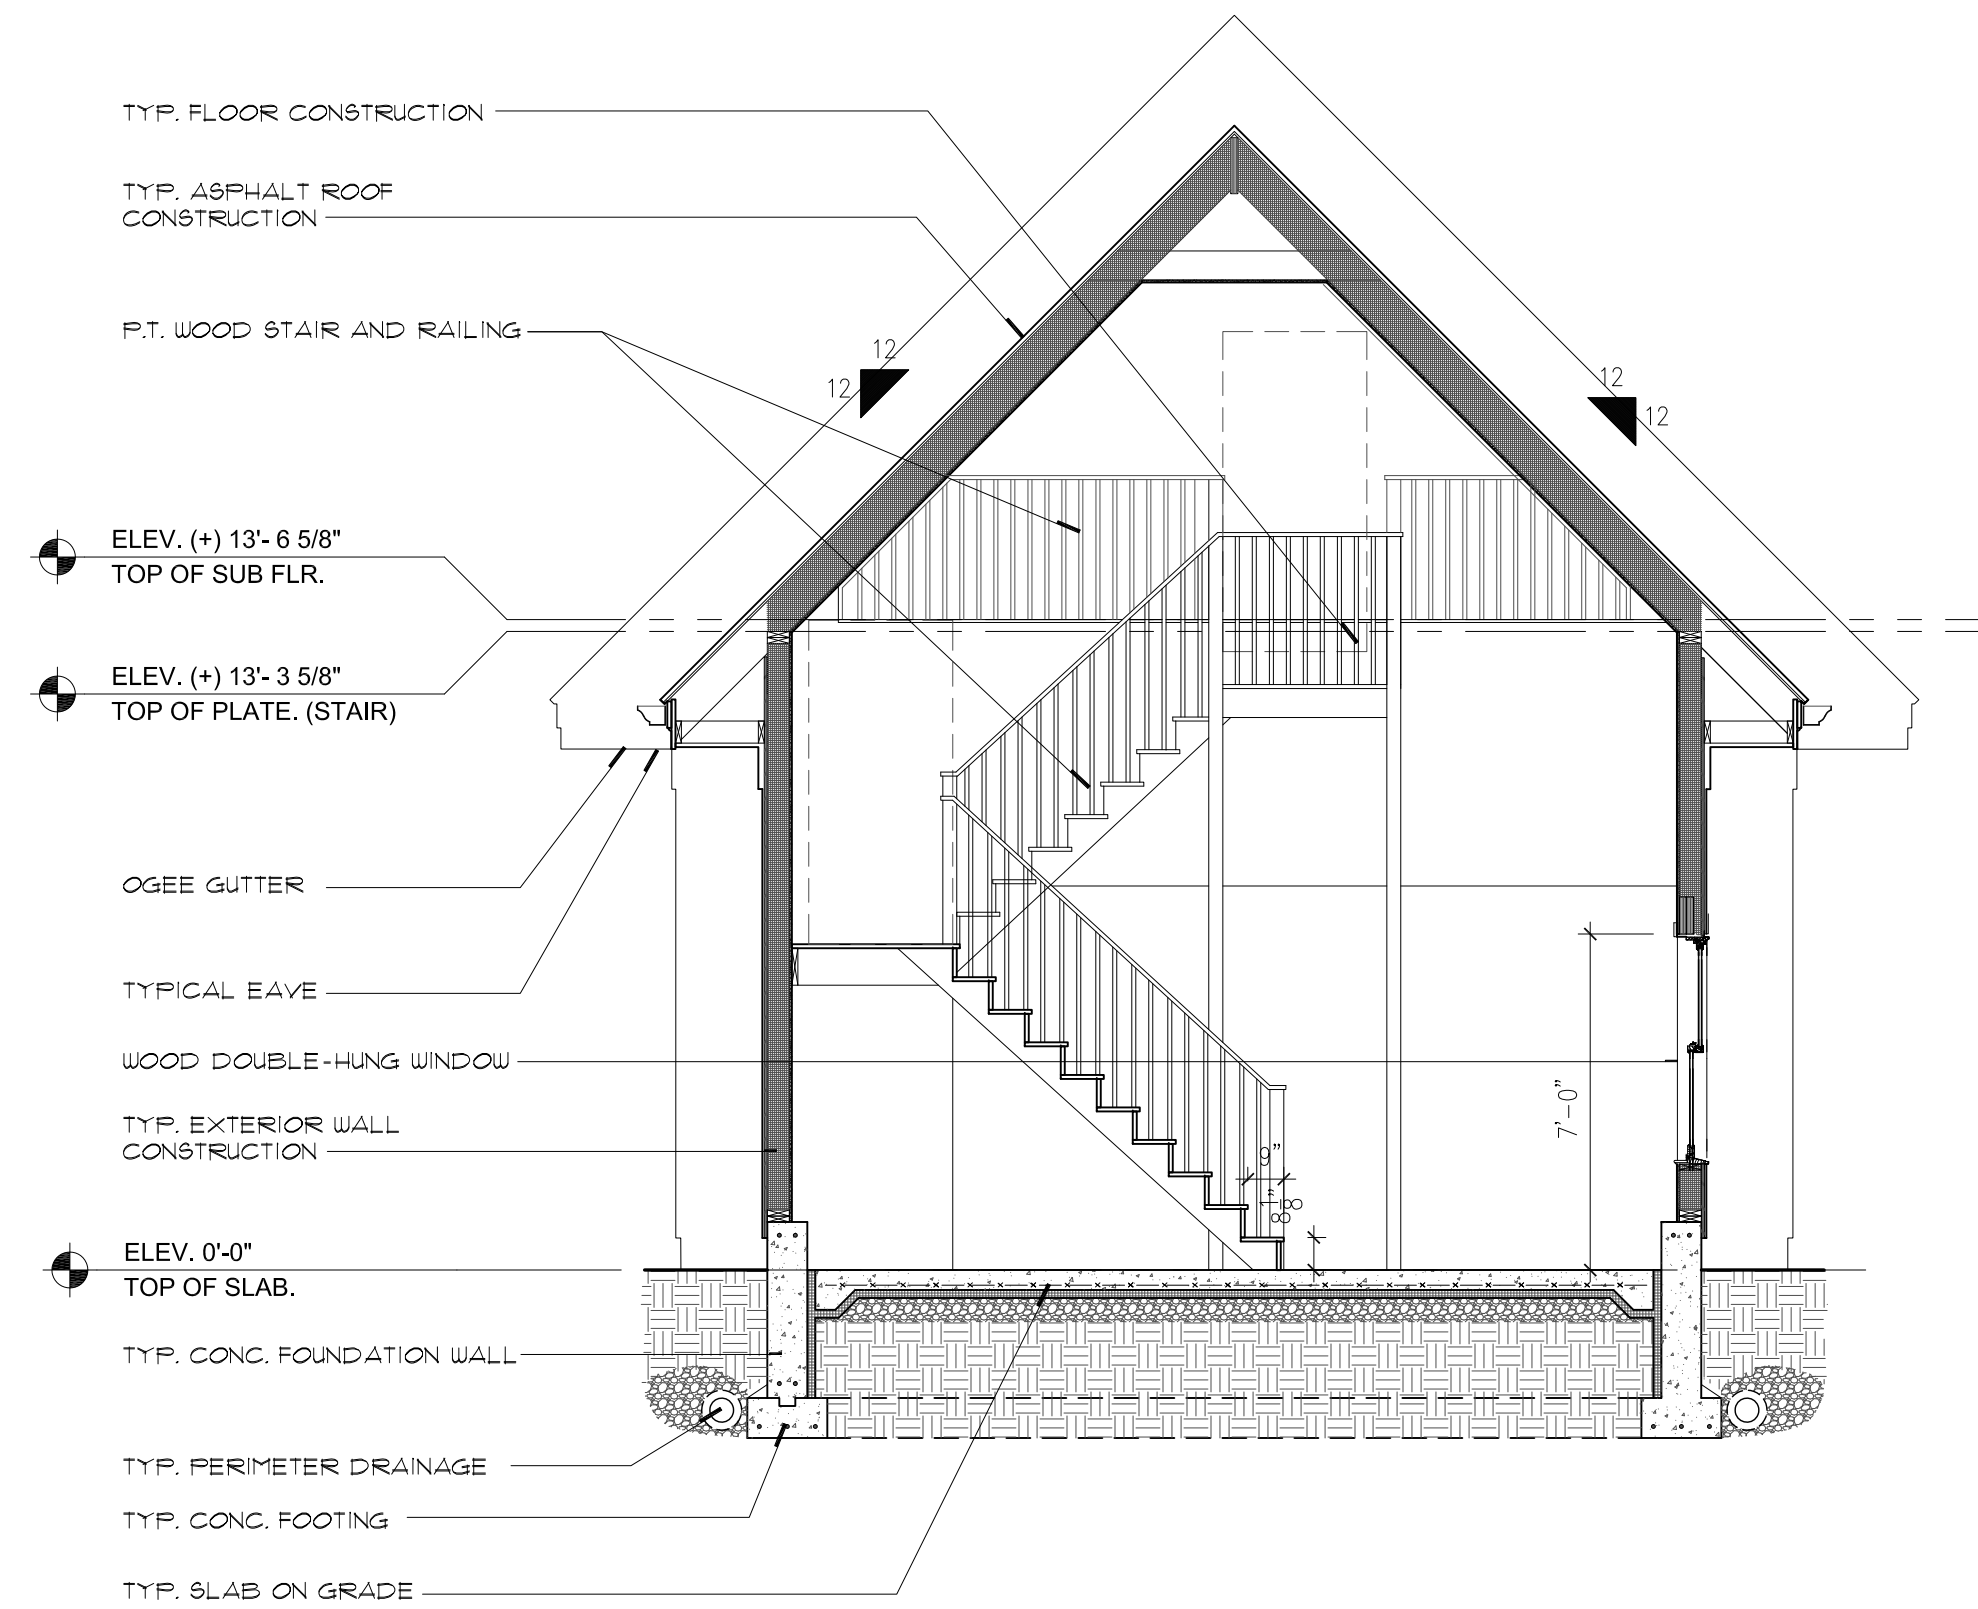 TYP. FLOOR CONSTRUCTION
TYP. ASPHALT ROOF
CONSTRUCTION
P.T. WOOD STAIR AND RAILING
12
12
12
12
ELEV. (+) 13'- 6 5/8"
TOP OF SUB FLR.
ELEV. (+) 13'- 3 5/8"
TOP OF PLATE. (STAIR)
OGEE GUTTER
TYPICAL EAVE
WOOD DOUBLE-HUNG WINDOW
TYP. EXTERIOR WALL
CONSTRUCTION
7'-0"
9"
8 1/8"
ELEV. 0'-0"
TOP OF SLAB.
TYP. CONC. FOUNDATION WALL
TYP. PERIMETER DRAINAGE
TYP. CONC. FOOTING
TYP. SLAB ON GRADE